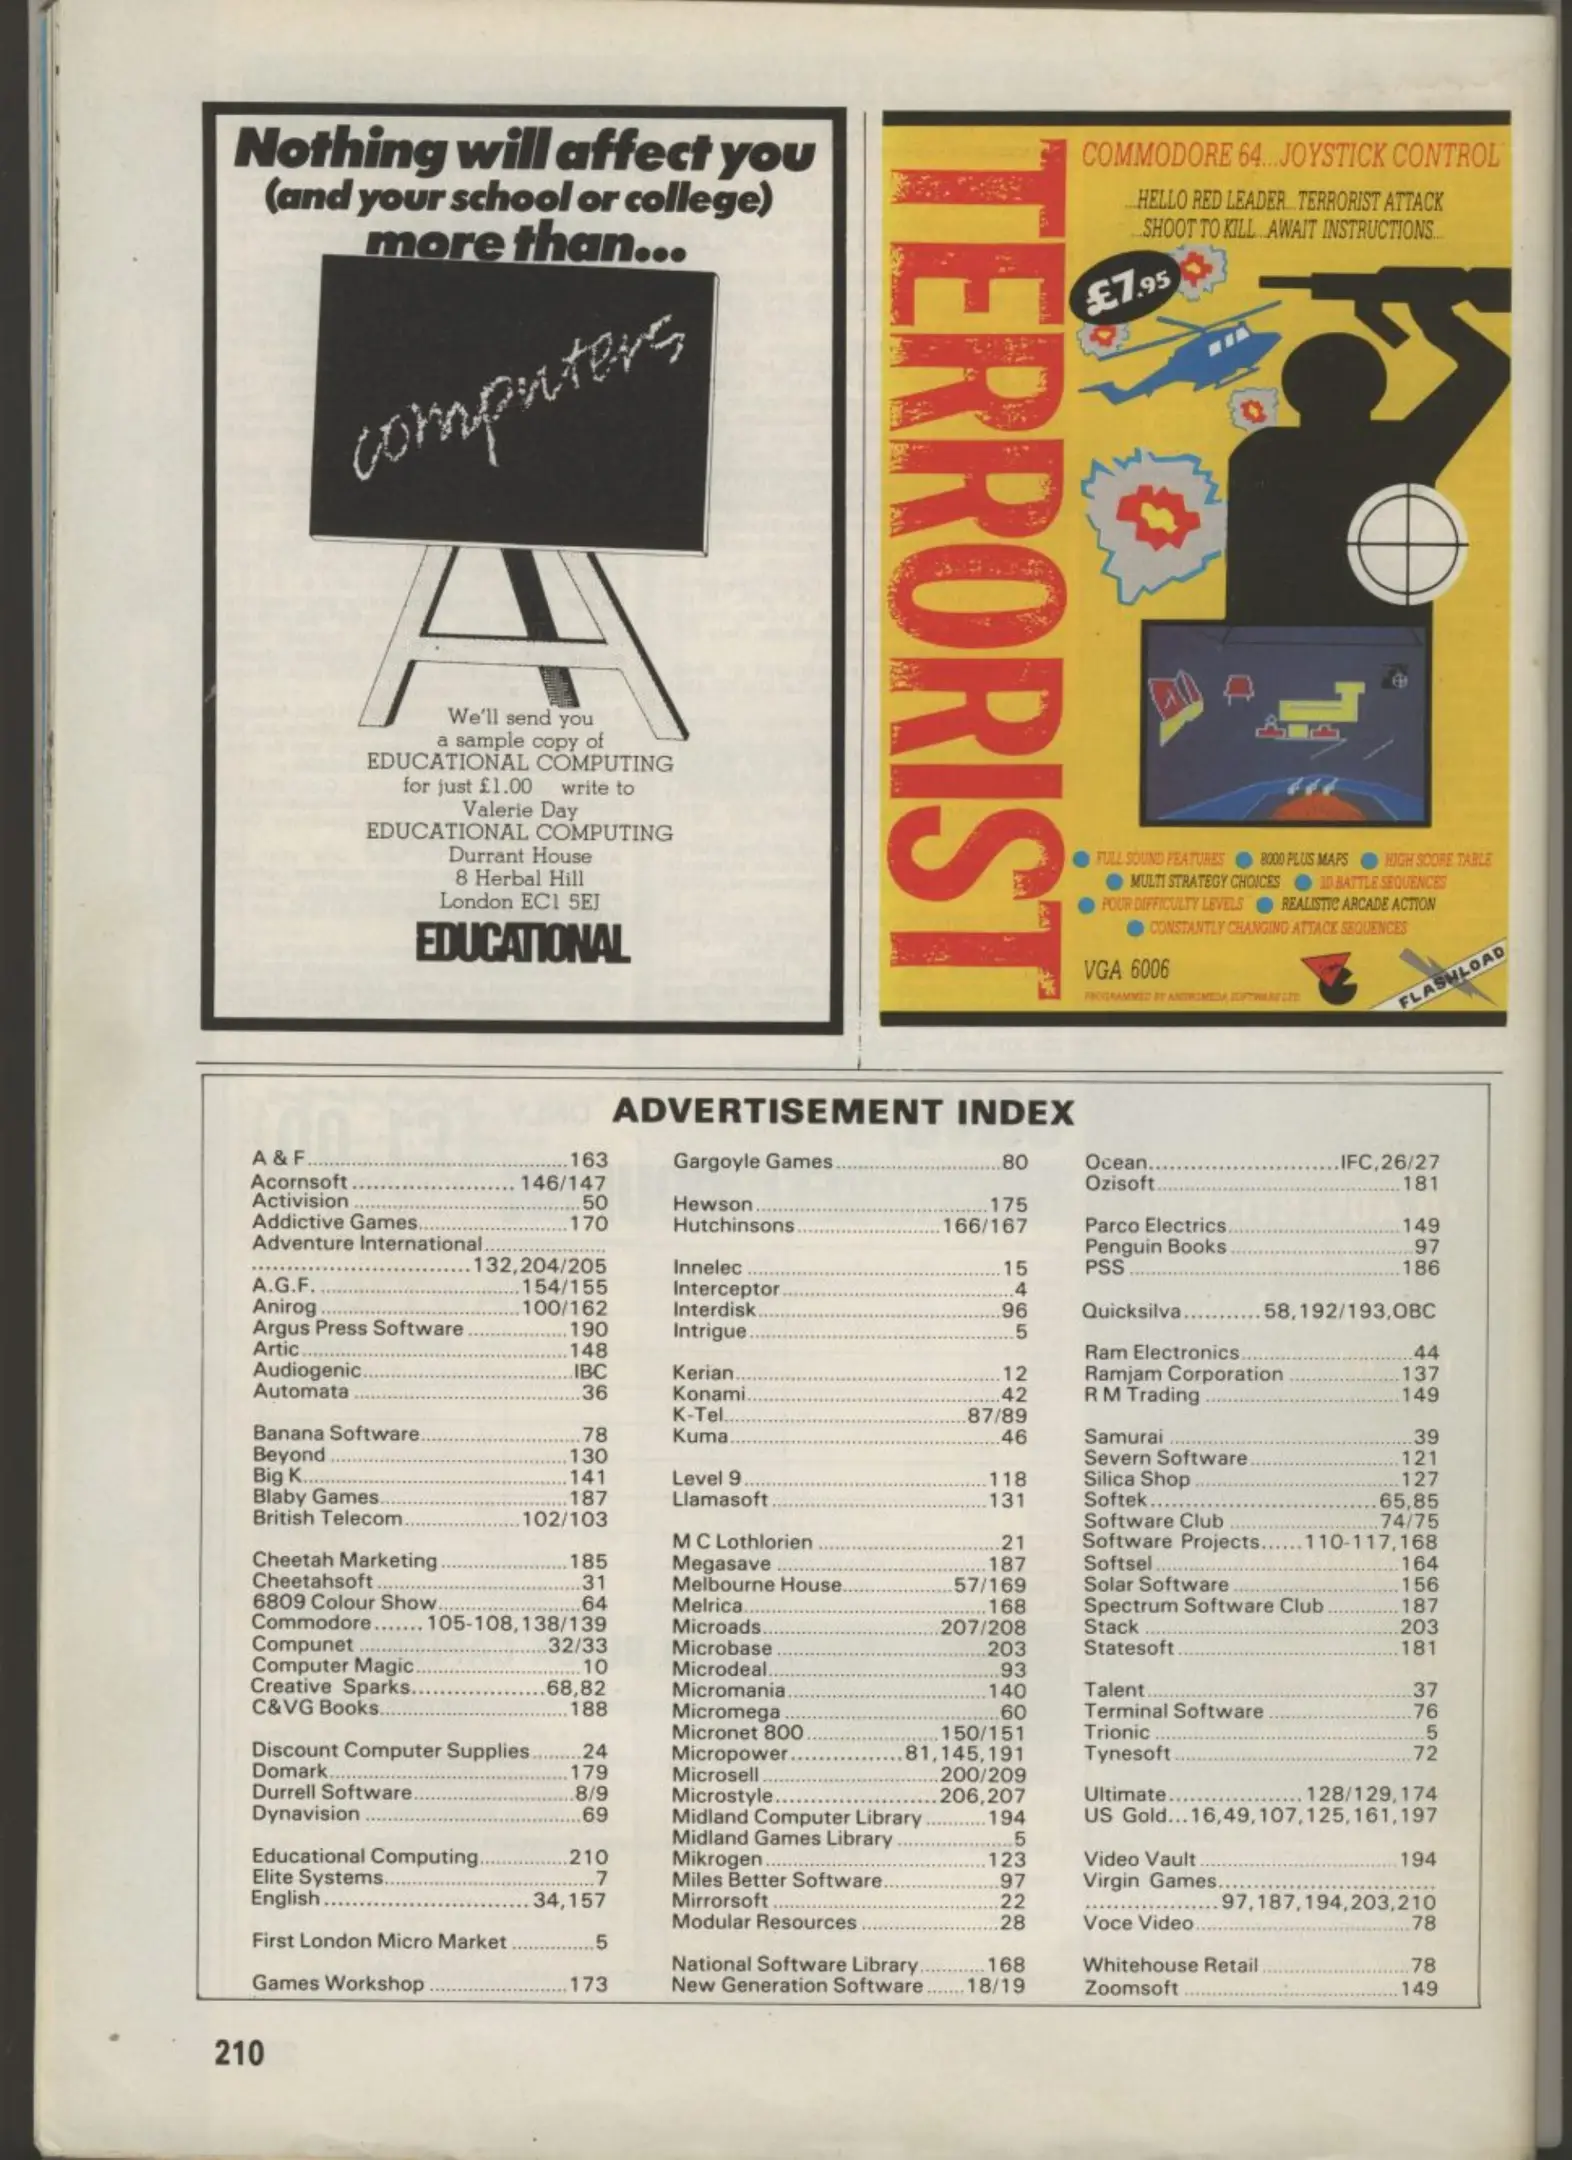 Nothing will affect you
(and your school or college)
more than...
computers
We'll send you
a sample copy of
EDUCATIONAL COMPUTING
for just £1.00 write to
Valerie Day
EDUCATIONAL COMPUTING
Durrant House
8 Herbal Hill
London EC1 5EJ
EDUCATIONAL
TERRORIST
COMMODORE 64...JOYSTICK CONTROL
...HELLO RED LEADER...TERRORIST ATTACK
...SHOOT TO KILL...AWAIT INSTRUCTIONS...
£7.95
FULL SOUND FEATURES 8000 PLUS MAPS HIGH SCORE TABLE
MULTI STRATEGY CHOICES 3D BATTLE SEQUENCES
FOUR DIFFICULTY LEVELS REALISTIC ARCADE ACTION
CONSTANTLY CHANGING ATTACK SEQUENCES
VGA 6006
PROGRAMMED BY ANDROMEDA SOFTWARE LTD
FLASHLOAD
ADVERTISEMENT INDEX
A & F...163
Acornsoft...146/147
Activision...50
Addictive Games...170
Adventure International...
...132,204/205
A.G.F....154/155
Anirog...100/162
Argus Press Software...190
Artic...148
Audiogenic...IBC
Automata...36
Banana Software...78
Beyond...130
Big K...141
Blaby Games...187
British Telecom...102/103
Cheetah Marketing...185
Cheetahsoft...31
6809 Colour Show...64
Commodore...105-108,138/139
Compunet...32/33
Computer Magic...10
Creative Sparks...68,82
C&VG Books...188
Discount Computer Supplies...24
Domark...179
Durrell Software...8/9
Dynavision...69
Educational Computing...210
Elite Systems...7
English...34,157
First London Micro Market...5
Games Workshop...173
Gargoyle Games...80
Hewson...175
Hutchinsons...166/167
Innelec...15
Interceptor...4
Interdisk...96
Intrigue...5
Kerian...12
Konami...42
K-Tel...87/89
Kuma...46
Level 9...118
Llamasoft...131
M C Lothlorien...21
Megasave...187
Melbourne House...57/169
Melrica...168
Microads...207/208
Microbase...203
Microdeal...93
Micromania...140
Micromega...60
Micronet 800...150/151
Micropower...81,145,191
Microsell...200/209
Microstyle...206,207
Midland Computer Library...194
Midland Games Library...5
Mikrogen...123
Miles Better Software...97
Mirrorsoft...22
Modular Resources...28
National Software Library...168
New Generation Software...18/19
Ocean...IFC,26/27
Ozisoft...181
Parco Electrics...149
Penguin Books...97
PSS...186
Quicksilva...58,192/193,OBC
Ram Electronics...44
Ramjam Corporation...137
R M Trading...149
Samurai...39
Severn Software...121
Silica Shop...127
Softek...65,85
Software Club...74/75
Software Projects...110-117,168
Softsel...164
Solar Software...156
Spectrum Software Club...187
Stack...203
Statesoft...181
Talent...37
Terminal Software...76
Trionic...5
Tynesoft...72
Ultimate...128/129,174
US Gold...16,49,107,125,161,197
Video Vault...194
Virgin Games...
...97,187,194,203,210
Voce Video...78
Whitehouse Retail...78
Zoomsoft...149
210